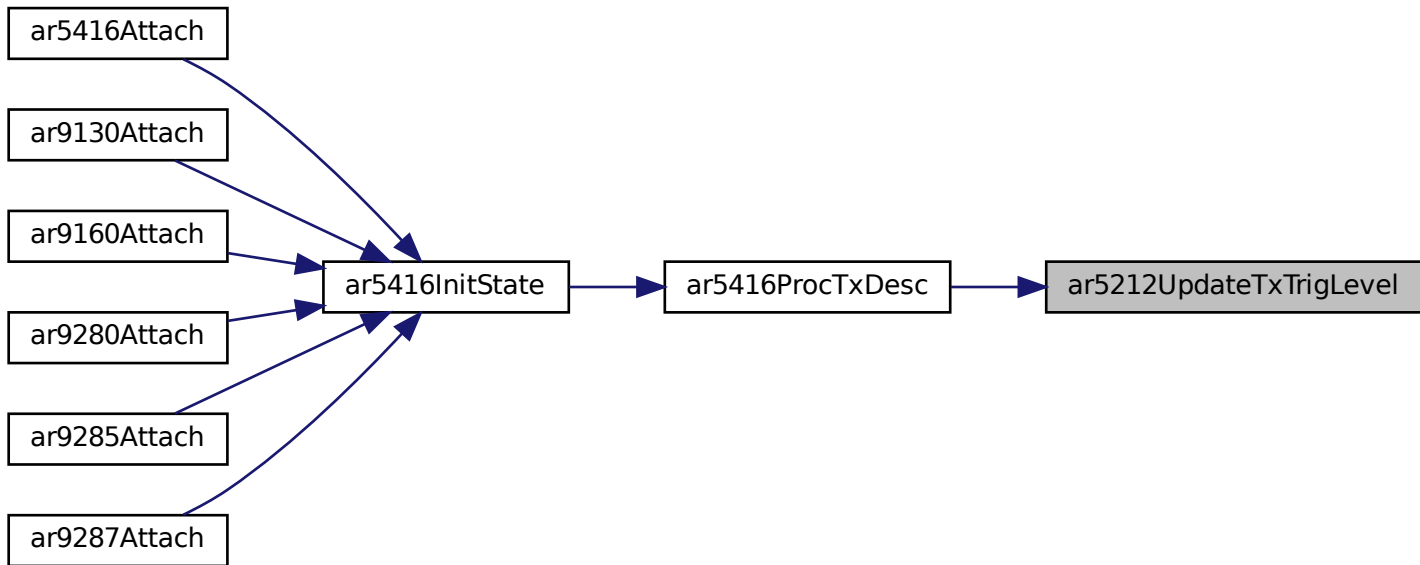 ar5416Attach
ar9130Attach
ar9160Attach
ar9280Attach
ar9285Attach
ar9287Attach
ar5416InitState
ar5416ProcTxDesc
ar5212UpdateTxTrigLevel